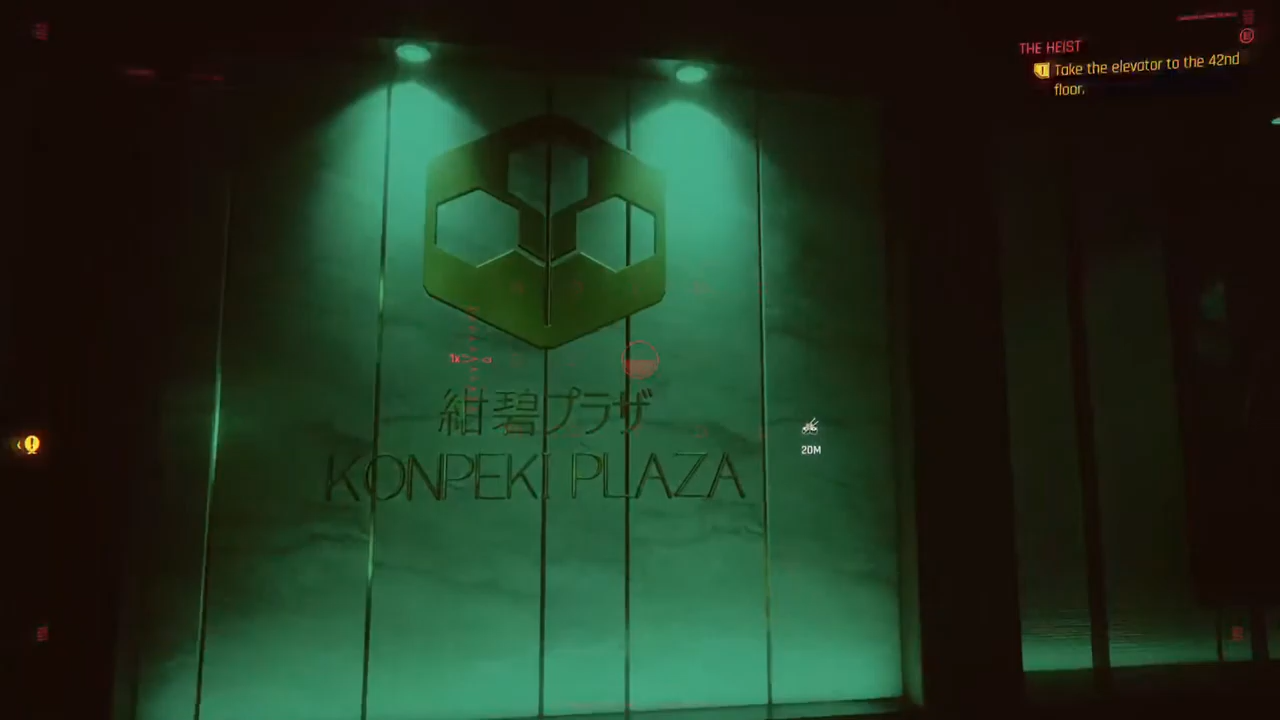 THE HEIST
Take the elevator to the 42nd
floor.
紺碧プラザ
KONPEKI PLAZA
20M